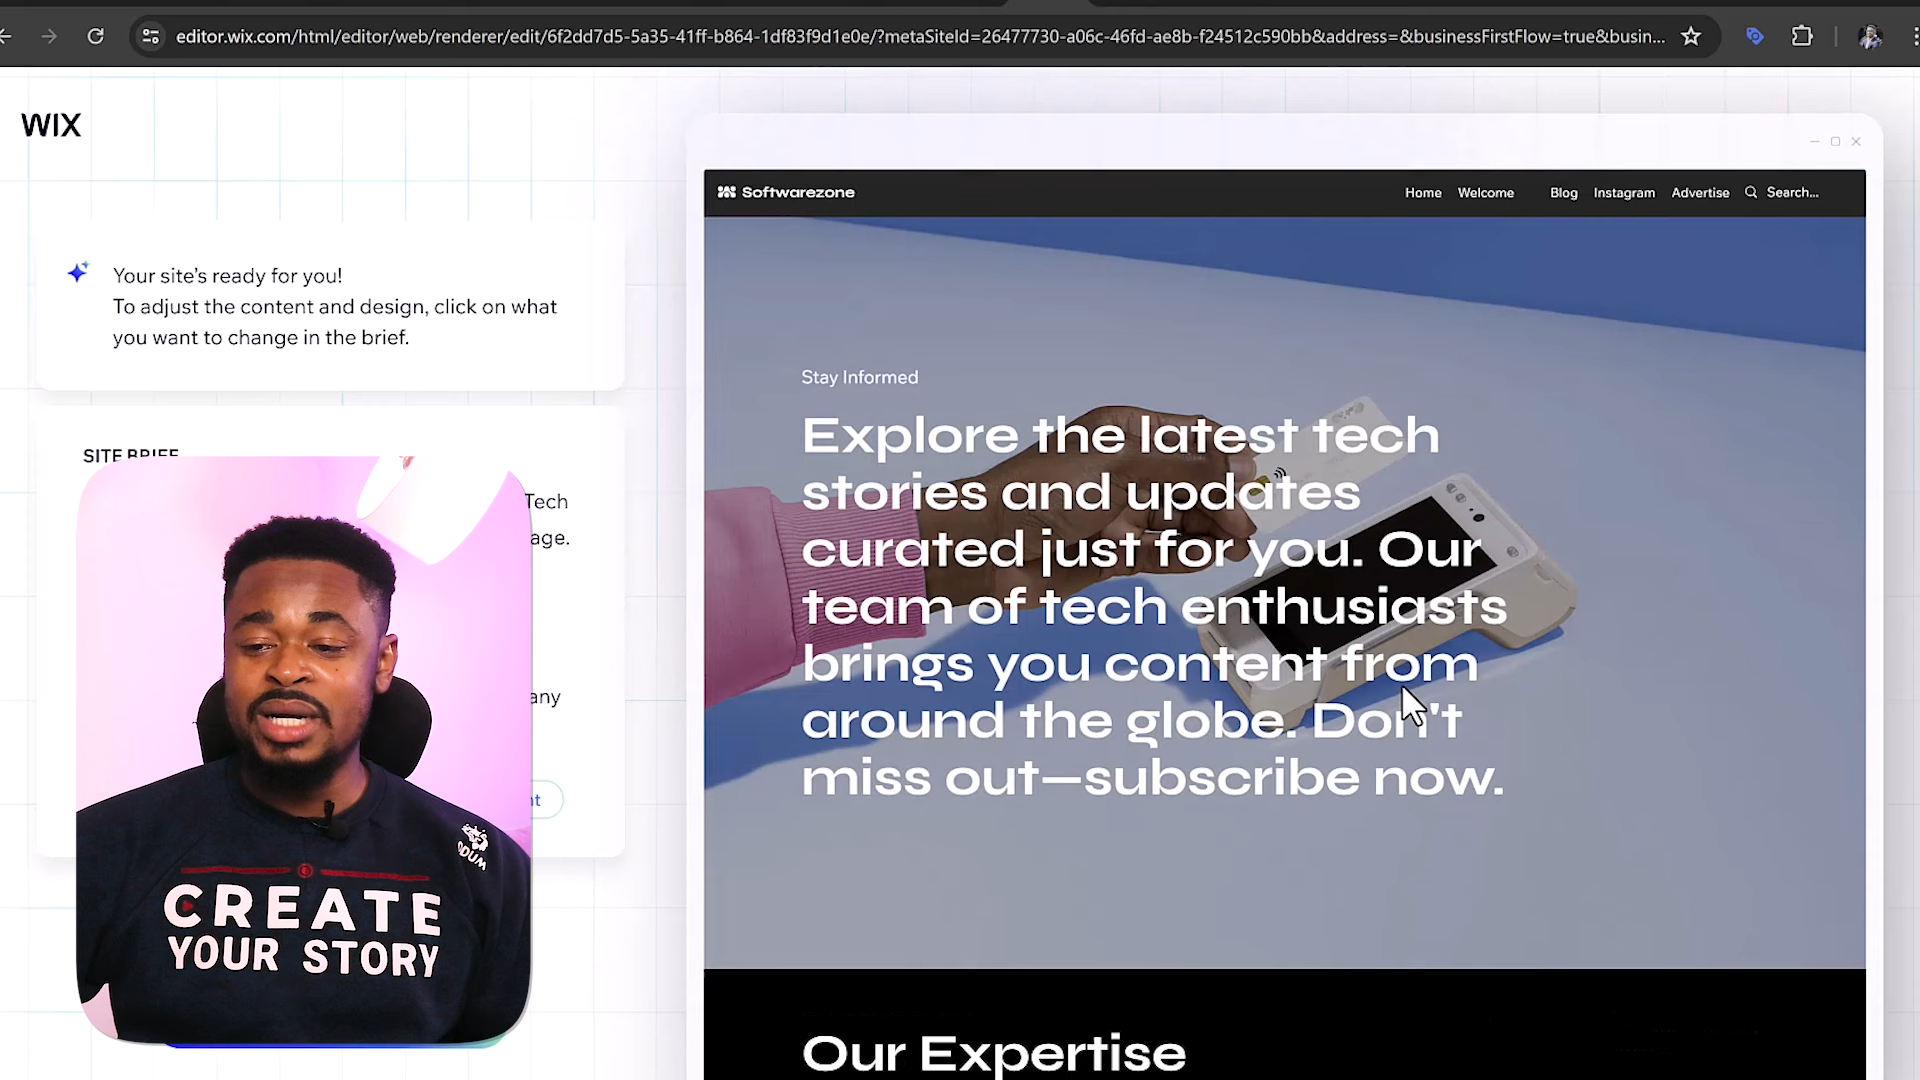 editor.wix.com/html/editor/web/renderer/edit/6f2dd7d5-5a35-41ff-b864-1df83f9d1e0e/?metaSiteId=26477730-a06c-46fd-ae8b-f24512c590bb&address=&businessFirstFlow=true&busin...
WIX
Your site's ready for you!
To adjust the content and design, click on what
you want to change in the brief.
SITE BRIEF
Tech
age.
any
CREATE
YOUR STORY
Softwarezone
Home Welcome Blog Instagram Advertise Search...
Stay Informed
Explore the latest tech
stories and updates
curated just for you. Our
team of tech enthusiasts
brings you content from
around the globe. Don't
miss out—subscribe now.
Our Expertise